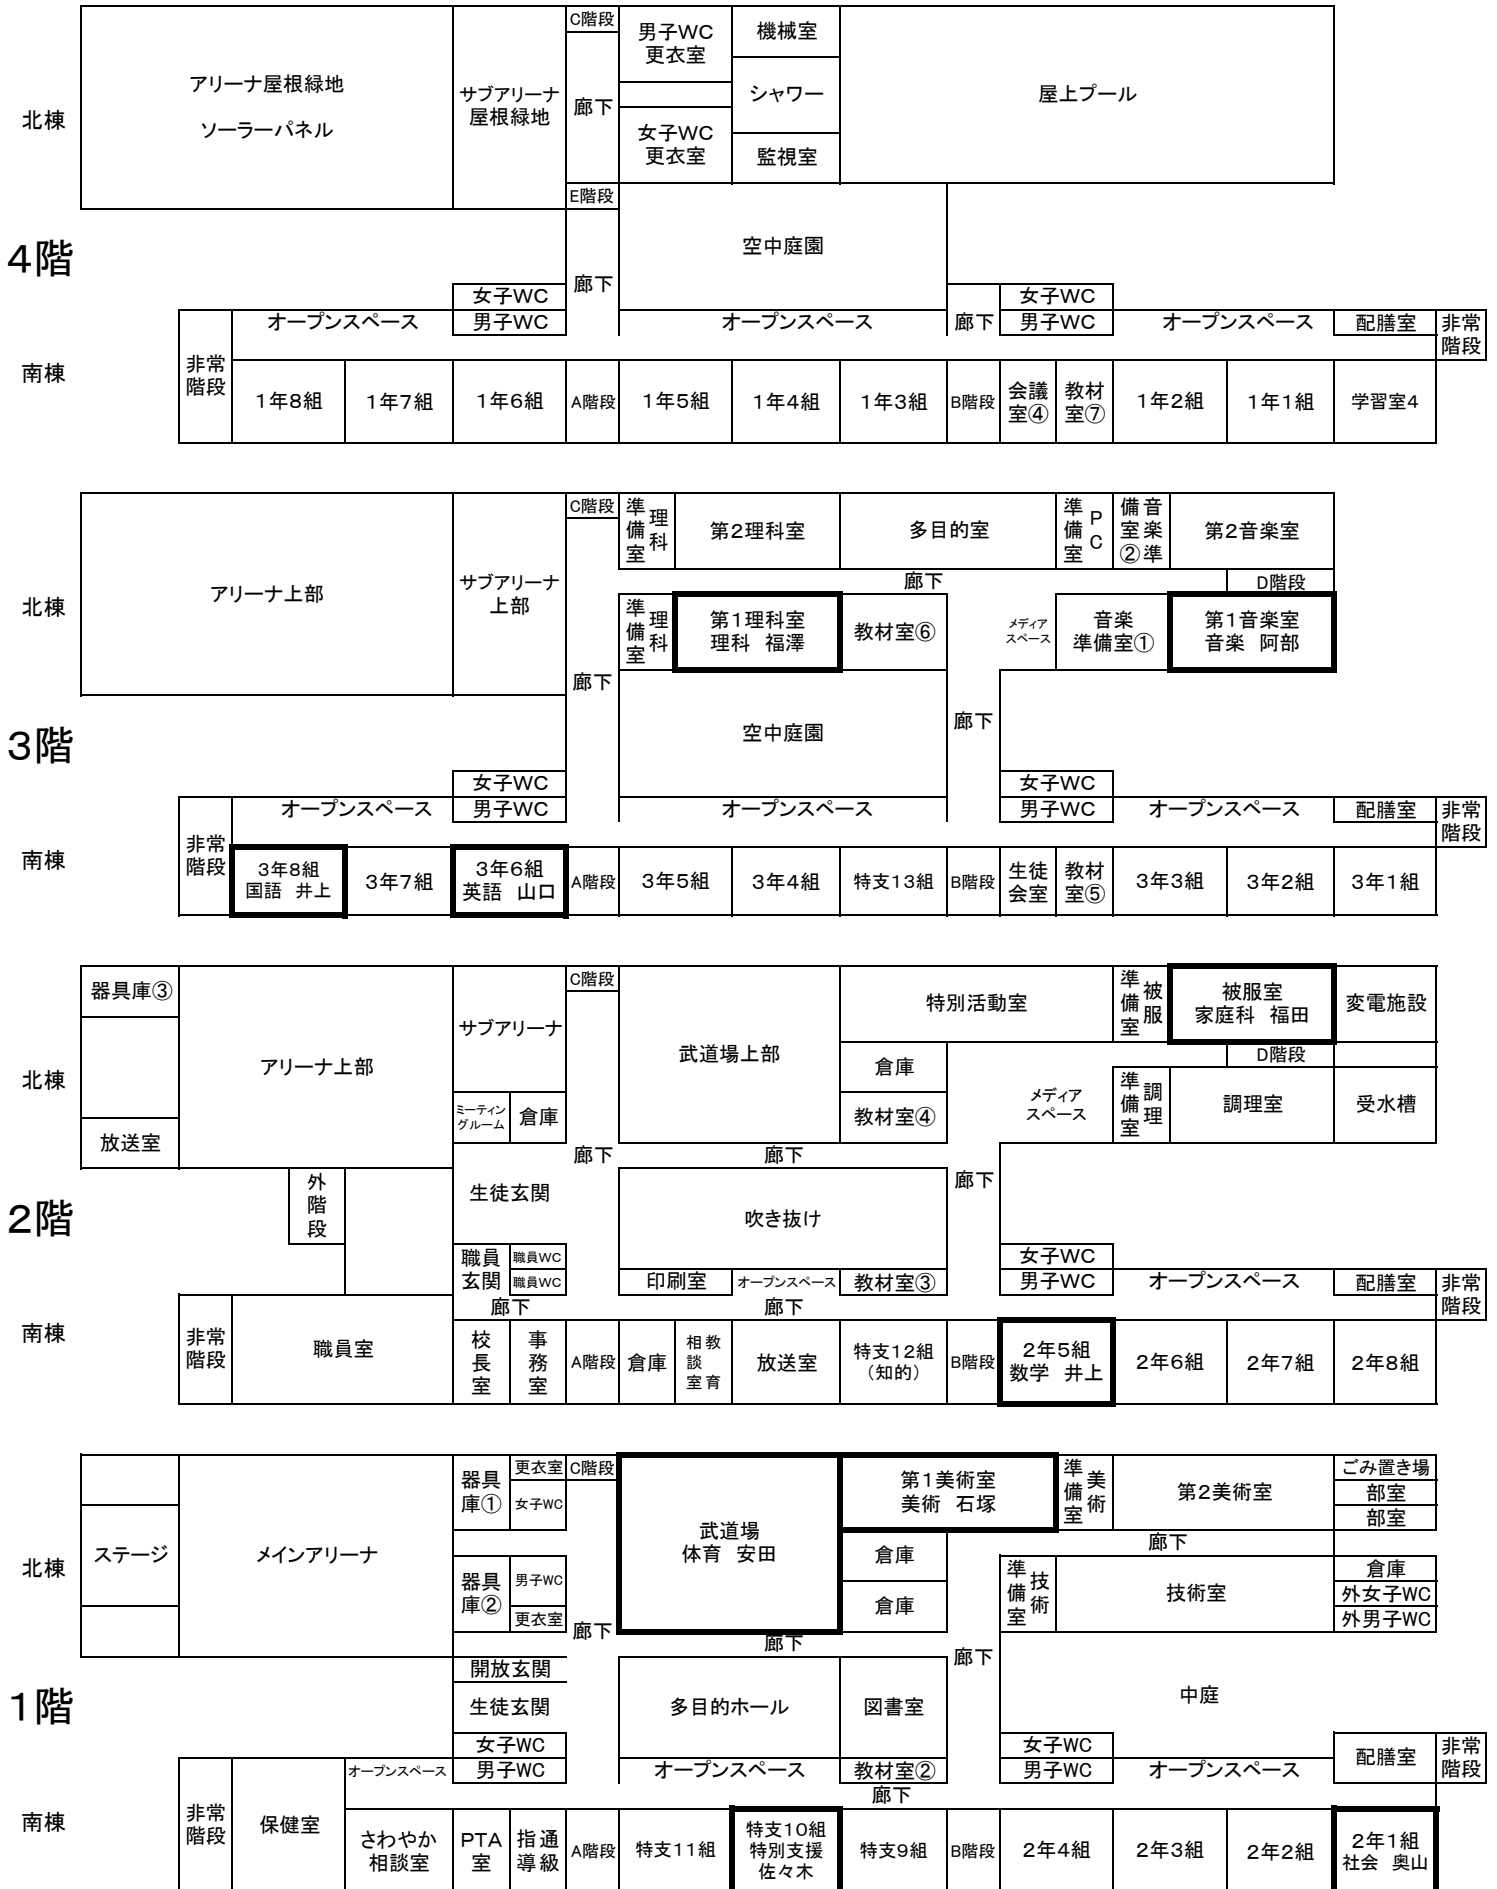 C階段
男子WC
更衣室
機械室
アリーナ屋根緑地
ソーラーパネル
サブアリーナ
屋根緑地
廊下
シャワー
屋上プール
北棟
女子WC
更衣室
監視室
E階段
4階
空中庭園
廊下
女子WC
男子WC
オープンスペース
オープンスペース
廊下
女子WC
男子WC
オープンスペース
配膳室
非常
階段
南棟
非常
階段
1年8組
1年7組
1年6組
A階段
1年5組
1年4組
1年3組
B階段
会議
室④
教材
室⑦
1年2組
1年1組
学習室4
C階段
理科
準備室
第2理科室
多目的室
PC
準備室
音楽準
備室②
第2音楽室
廊下
D階段
北棟
アリーナ上部
サブアリーナ
上部
理科
準備室
第1理科室
理科 福澤
教材室⑥
メディア
スペース
音楽
準備室①
第1音楽室
音楽 阿部
廊下
3階
空中庭園
廊下
女子WC
男子WC
オープンスペース
オープンスペース
女子WC
男子WC
オープンスペース
配膳室
非常
階段
南棟
非常
階段
3年8組
国語 井上
3年7組
3年6組
英語 山口
A階段
3年5組
3年4組
特支13組
B階段
生徒
会室
教材
室⑤
3年3組
3年2組
3年1組
器具庫③
C階段
特別活動室
被服
準備室
被服室
家庭科 福田
変電施設
サブアリーナ
武道場上部
D階段
北棟
アリーナ上部
倉庫
ミーティン
グルーム
倉庫
教材室④
メディア
スペース
調理
準備室
調理室
受水槽
放送室
廊下
廊下
2階
外
階
段
生徒玄関
吹き抜け
廊下
職員
玄関
職員WC
職員WC
印刷室
オープンスペース
教材室③
女子WC
男子WC
オープンスペース
配膳室
非常
階段
廊下
廊下
南棟
非常
階段
職員室
校
長
室
事
務
室
A階段
倉庫
教育
相談室
放送室
特支12組
(知的)
B階段
2年5組
数学 井上
2年6組
2年7組
2年8組
器具
庫①
更衣室
女子WC
C階段
第1美術室
美術 石塚
美術
準備室
第2美術室
ごみ置き場
部室
部室
廊下
北棟
ステージ
メインアリーナ
武道場
体育 安田
倉庫
倉庫
器具
庫②
男子WC
更衣室
技術
準備室
技術室
倉庫
外女子WC
外男子WC
廊下
廊下
廊下
1階
開放玄関
生徒玄関
多目的ホール
図書室
中庭
女子WC
男子WC
オープンスペース
オープンスペース
教材室②
女子WC
男子WC
オープンスペース
配膳室
非常
階段
廊下
南棟
非常
階段
保健室
さわやか
相談室
PTA
室
通級
指導
A階段
特支11組
特支10組
特別支援
佐々木
特支9組
B階段
2年4組
2年3組
2年2組
2年1組
社会 奥山